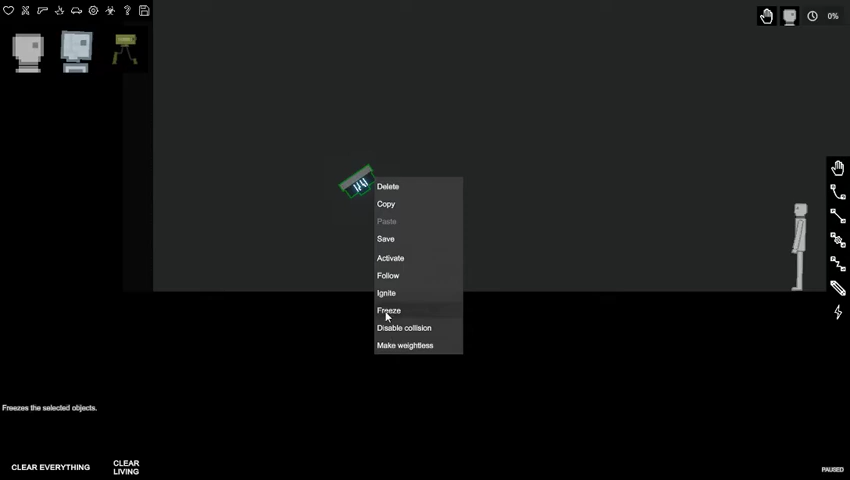 0%
Delete
Copy
Paste
Save
Activate
Follow
Ignite
Freeze
Disable collision
Make weightless
Freezes the selected objects.
CLEAR EVERYTHING
CLEAR
LIVING
PAUSED